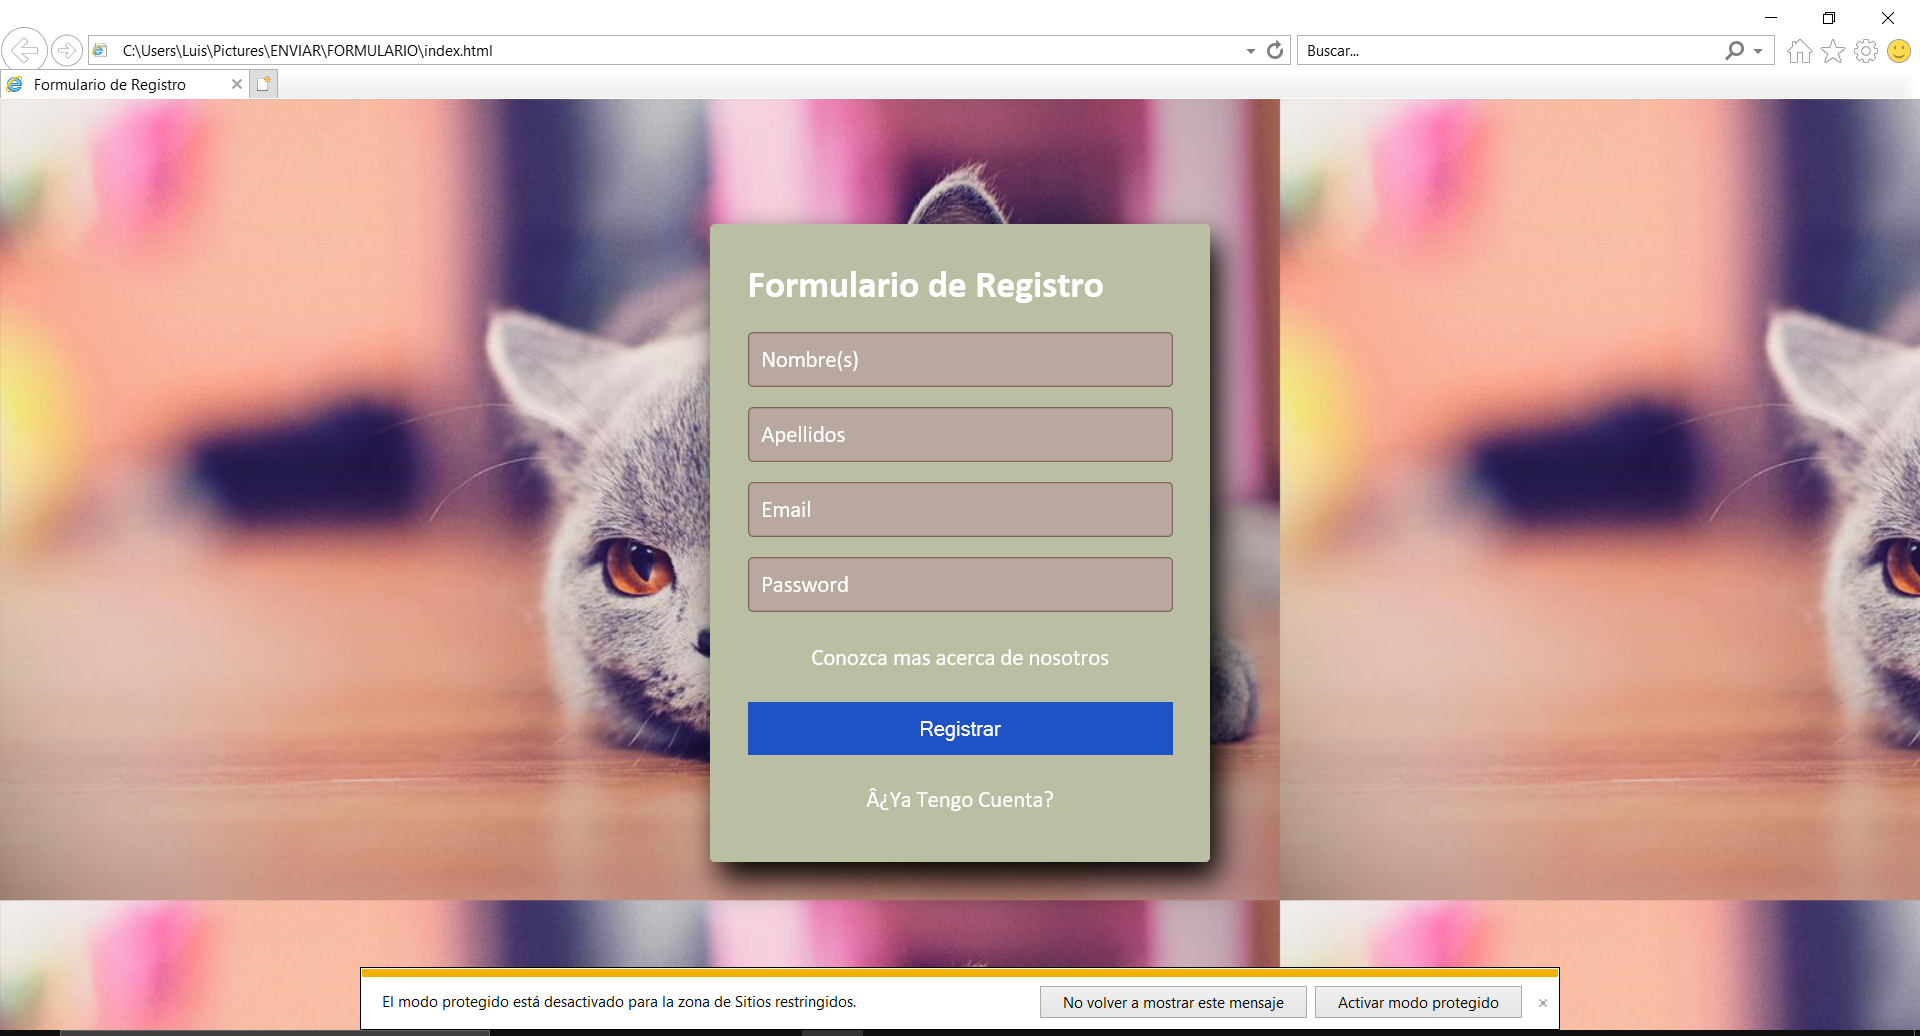 C:\Users\Luis\Pictures\ENVIAR\FORMULARIO\index.html
Buscar...
Formulario de Registro
Formulario de Registro
Nombre(s)
Apellidos
Email
Password
Conozca mas acerca de nosotros
Registrar
Â¿Ya Tengo Cuenta?
El modo protegido está desactivado para la zona de Sitios restringidos.
No volver a mostrar este mensaje
Activar modo protegido